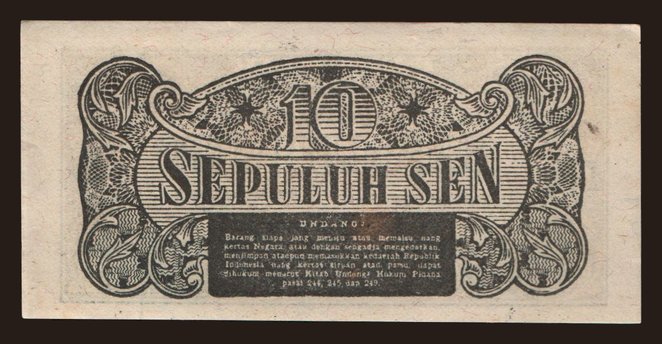 10
SEPULUH SEN
UNDANG2
Barang siapa jang meniru atau memalsu uang
kertas Negara, atau dengan sengadja mengedarkan,
menjimpan ataupun memasukkan kedaerah Republik
Indonesia uang kertas tiruan atau palsu, dapat
dihukum menurut Kitab Undang2 Hukum Pidana
pasal 244, 245 dan 249.